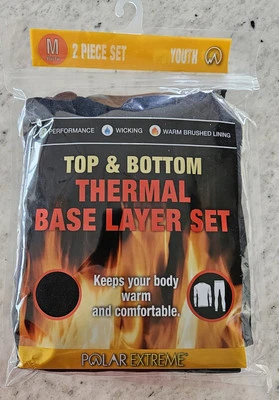 M 2 PIECE SET YOUTH
PERFORMANCE WICKING WARM BRUSHED LINING
TOP & BOTTOM
THERMAL
BASE LAYER SET
Keeps your body
warm
and comfortable.
POLAR EXTREME